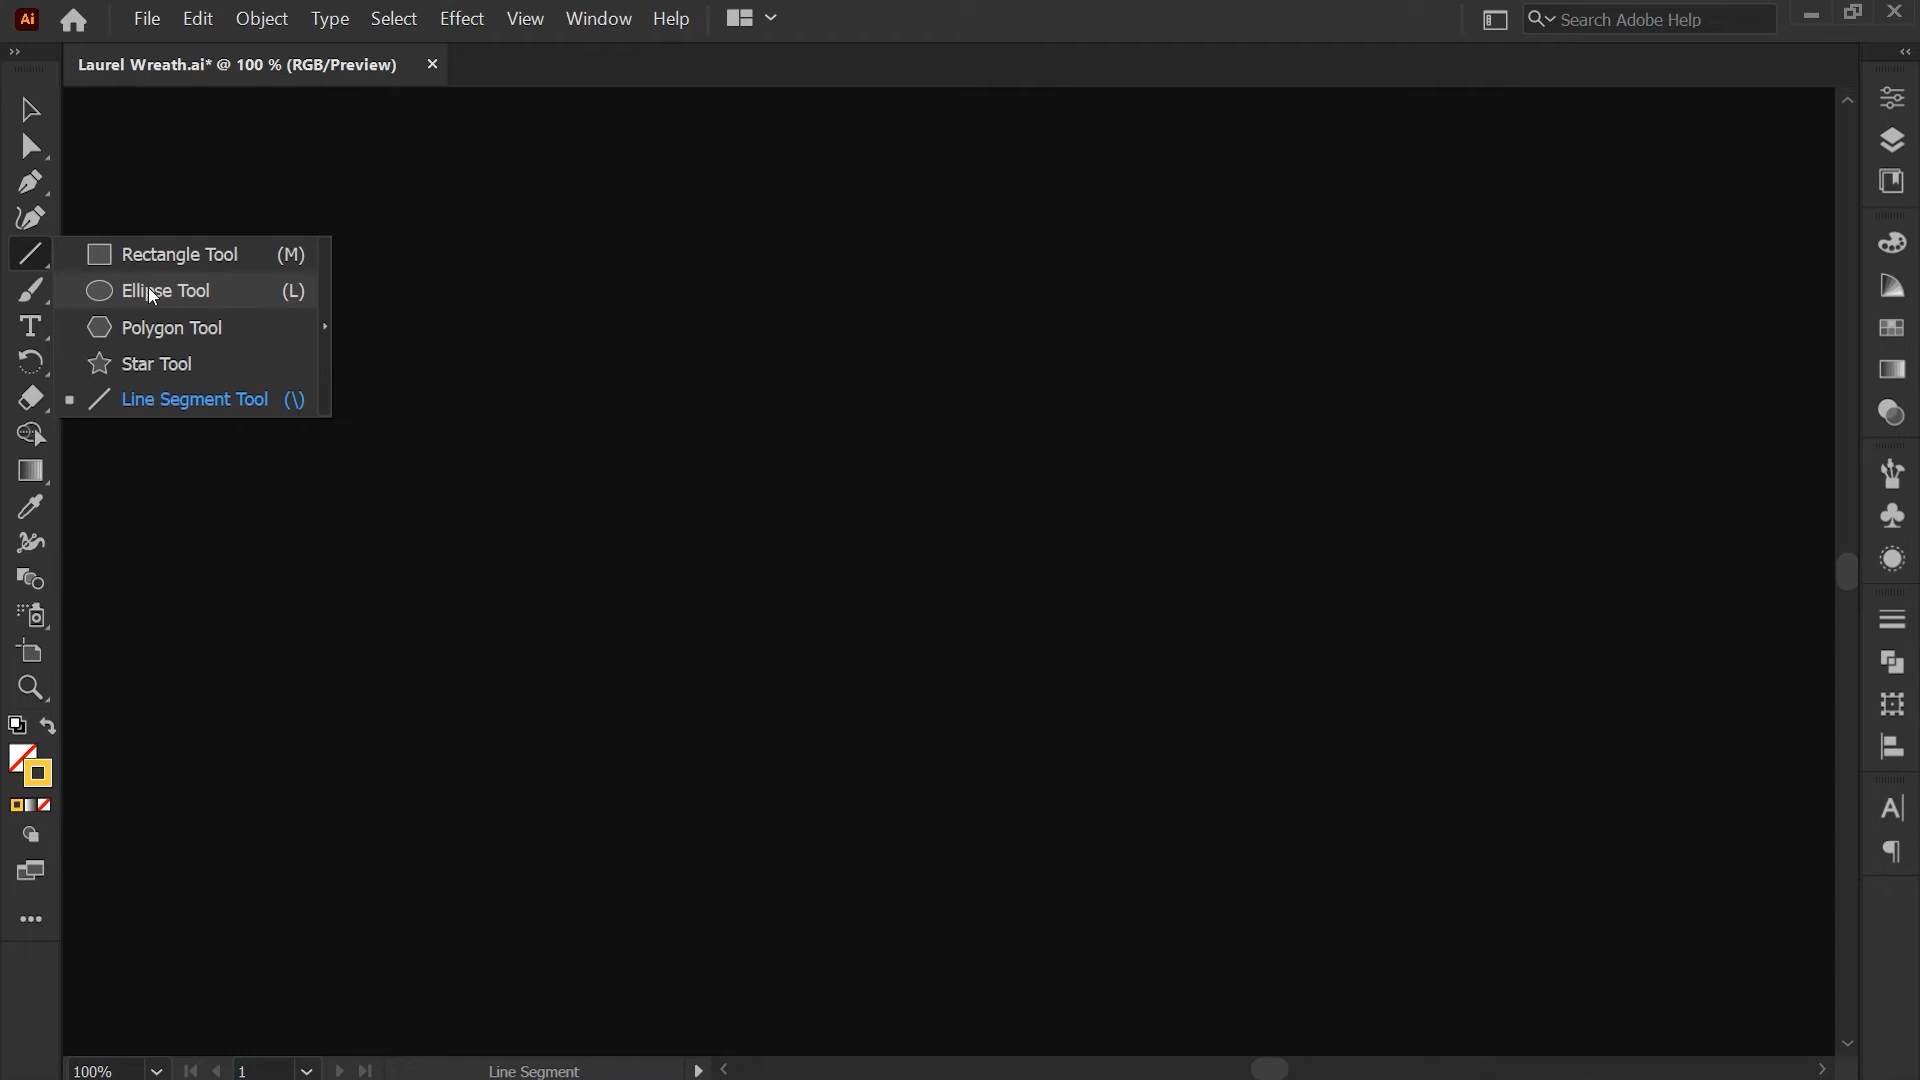 Ai File Edit Object Type Select Effect View Window Help Search Adobe Help
Laurel Wreath.ai* @ 100 % (RGB/Preview)
Rectangle Tool (M)
Ellipse Tool (L)
Polygon Tool
Star Tool
Line Segment Tool (\)
100% 1 Line Segment